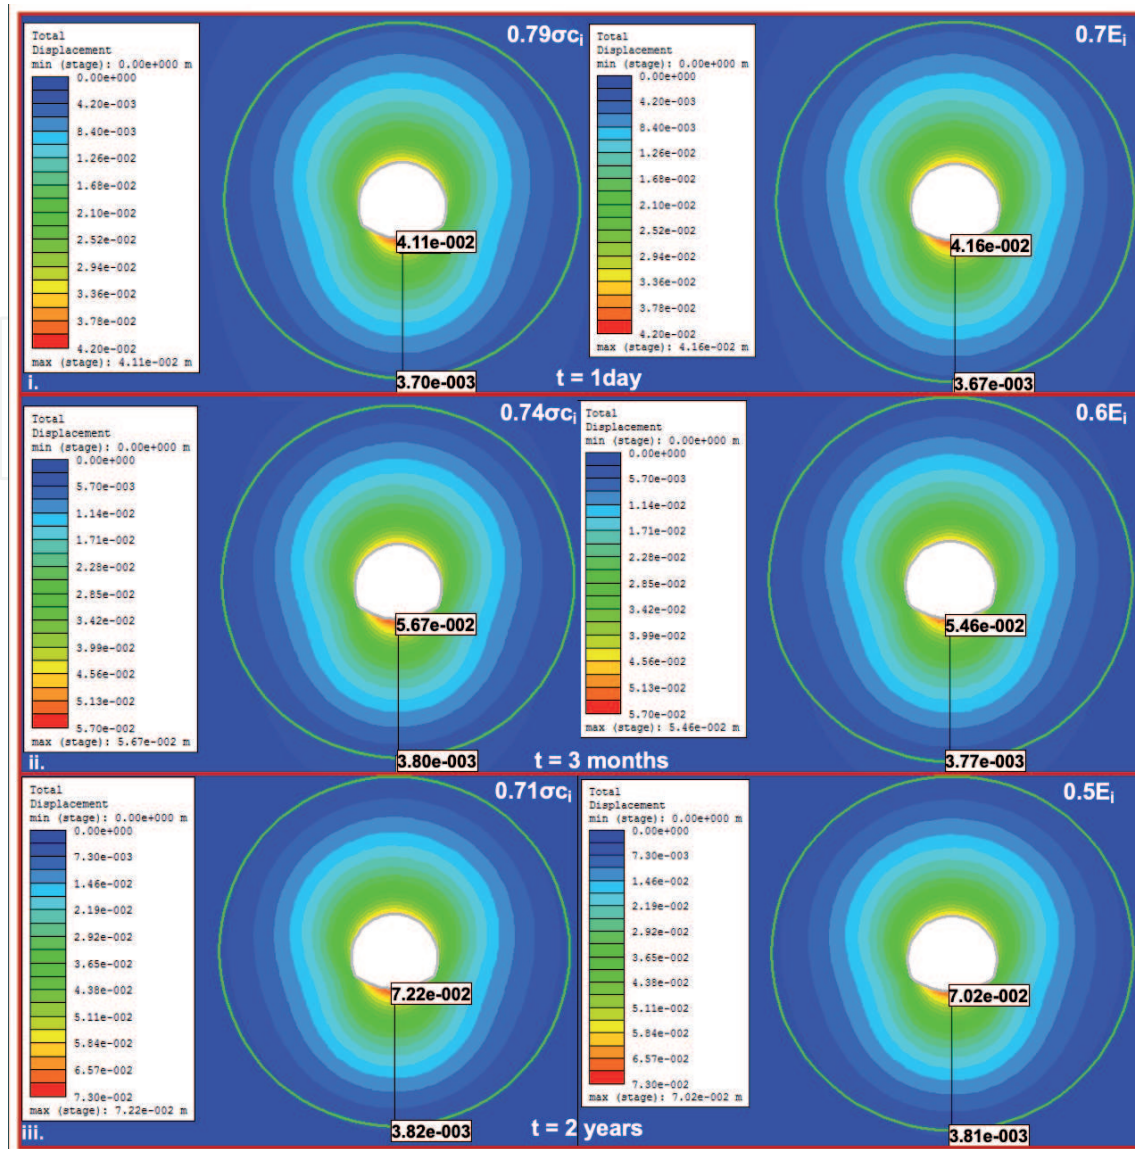 Total
Displacement
min (stage): 0.00e+000 m
0.00e+000
4.20e-003
8.40e-003
1.26e-002
1.68e-002
2.10e-002
2.52e-002
2.94e-002
3.36e-002
3.78e-002
4.20e-002
max (stage): 4.11e-002 m
i.
0.79σci
4.11e-002
3.70e-003
t = 1day
Total
Displacement
min (stage): 0.00e+000 m
0.00e+000
4.20e-003
8.40e-003
1.26e-002
1.68e-002
2.10e-002
2.52e-002
2.94e-002
3.36e-002
3.78e-002
4.20e-002
max (stage): 4.16e-002 m
0.7Ei
4.16e-002
3.67e-003
Total
Displacement
min (stage): 0.00e+000 m
0.00e+000
5.70e-003
1.14e-002
1.71e-002
2.28e-002
2.85e-002
3.42e-002
3.99e-002
4.56e-002
5.13e-002
5.70e-002
max (stage): 5.67e-002 m
ii.
0.74σci
5.67e-002
3.80e-003
t = 3 months
Total
Displacement
min (stage): 0.00e+000 m
0.00e+000
5.70e-003
1.14e-002
1.71e-002
2.28e-002
2.85e-002
3.42e-002
3.99e-002
4.56e-002
5.13e-002
5.70e-002
max (stage): 5.46e-002 m
0.6Ei
5.46e-002
3.77e-003
Total
Displacement
min (stage): 0.00e+000 m
0.00e+000
7.30e-003
1.46e-002
2.19e-002
2.92e-002
3.65e-002
4.38e-002
5.11e-002
5.84e-002
6.57e-002
7.30e-002
max (stage): 7.22e-002 m
iii.
0.71σci
7.22e-002
3.82e-003
t = 2 years
Total
Displacement
min (stage): 0.00e+000 m
0.00e+000
7.30e-003
1.46e-002
2.19e-002
2.92e-002
3.65e-002
4.38e-002
5.11e-002
5.84e-002
6.57e-002
7.30e-002
max (stage): 7.02e-002 m
0.5Ei
7.02e-002
3.81e-003